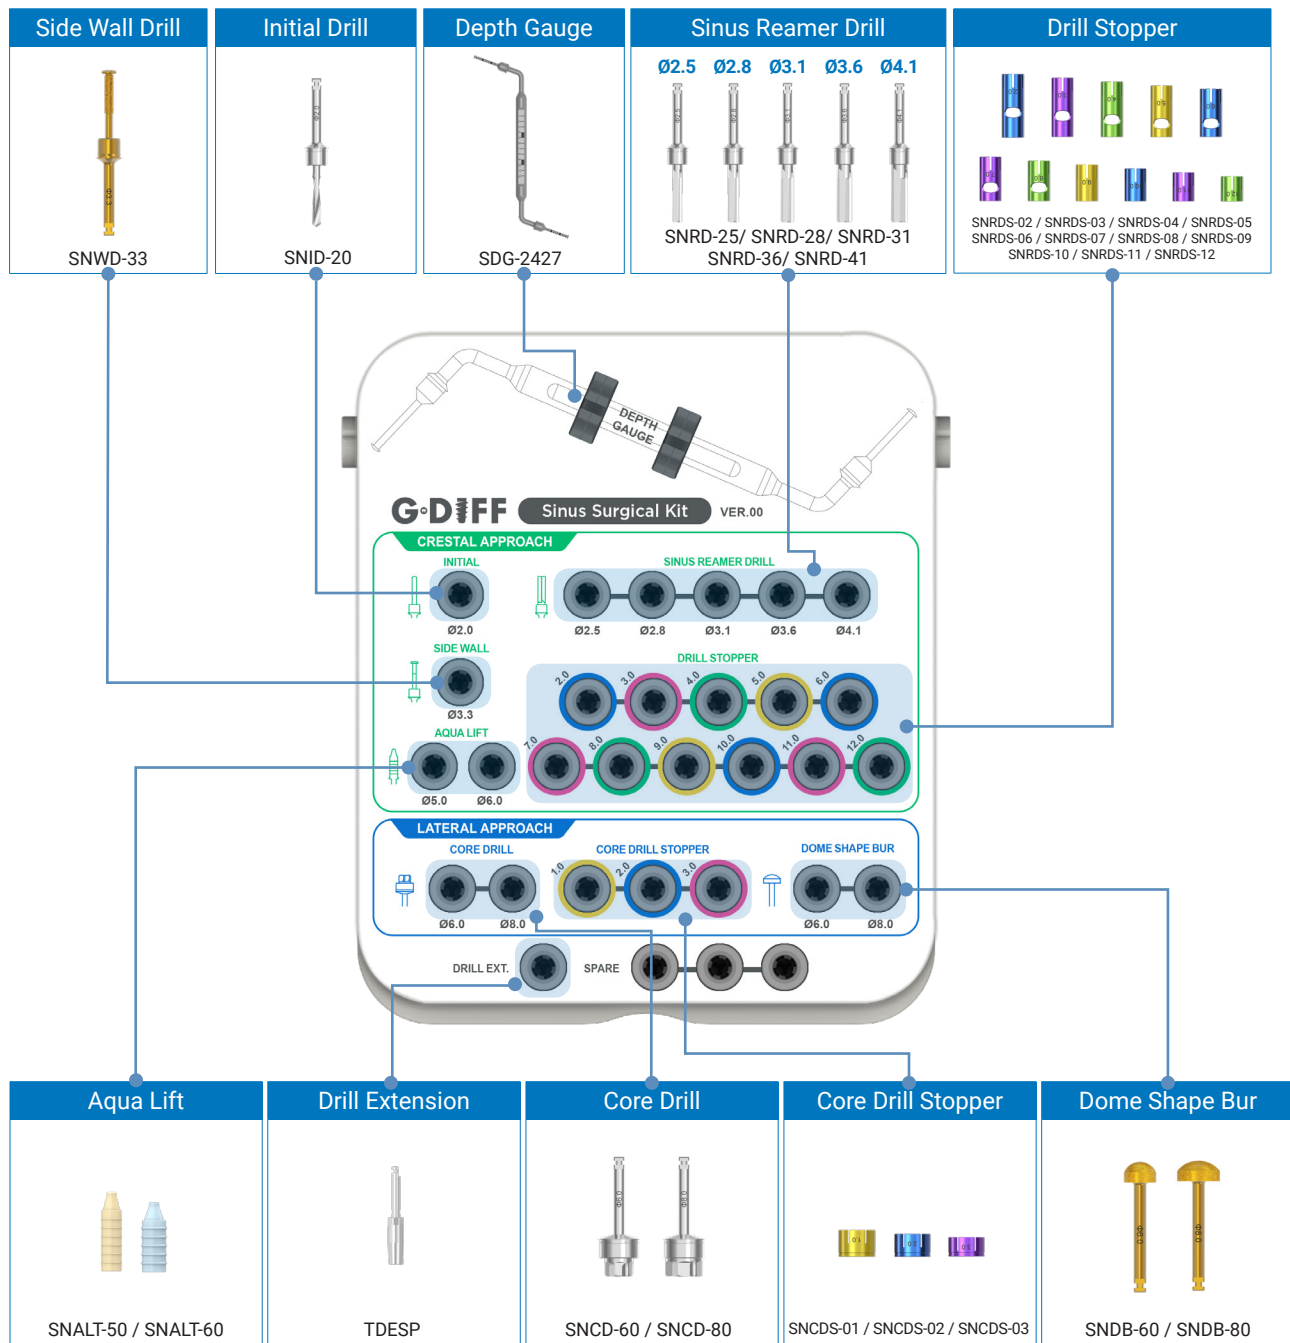 Side Wall Drill
Initial Drill
Depth Gauge
Sinus Reamer Drill
Drill Stopper
Ø2.5 Ø2.8 Ø3.1 Ø3.6 Ø4.1
SNWD-33
SNID-20
SDG-2427
SNRD-25/ SNRD-28/ SNRD-31
SNRD-36/ SNRD-41
SNRDS-02 / SNRDS-03 / SNRDS-04 / SNRDS-05
SNRDS-06 / SNRDS-07 / SNRDS-08 / SNRDS-09
SNRDS-10 / SNRDS-11 / SNRDS-12
DEPTH
GAUGE
G·DIFF Sinus Surgical Kit VER.00
CRESTAL APPROACH
INITIAL
SINUS REAMER DRILL
Ø2.0
Ø2.5 Ø2.8 Ø3.1 Ø3.6 Ø4.1
SIDE WALL
DRILL STOPPER
2.0 3.0 4.0 5.0 6.0
Ø3.3
AQUA LIFT
7.0 8.0 9.0 10.0 11.0 12.0
Ø5.0 Ø6.0
LATERAL APPROACH
CORE DRILL
CORE DRILL STOPPER
DOME SHAPE BUR
1.0 2.0 3.0
Ø6.0 Ø8.0
Ø6.0 Ø8.0
DRILL EXT.
SPARE
Aqua Lift
Drill Extension
Core Drill
Core Drill Stopper
Dome Shape Bur
Φ6.0
Φ8.0
Φ6.0
Φ8.0
SNALT-50 / SNALT-60
TDESP
SNCD-60 / SNCD-80
SNCDS-01 / SNCDS-02 / SNCDS-03
SNDB-60 / SNDB-80